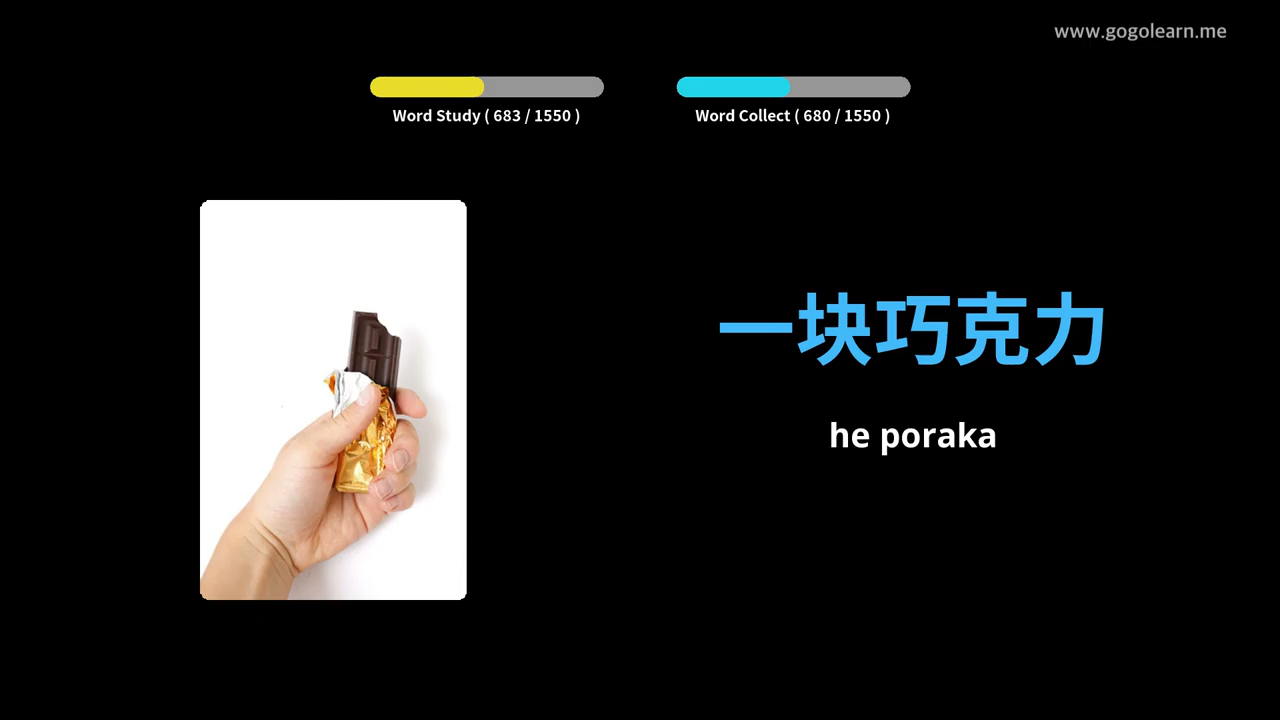 www.gogolearn.me
Word Study ( 683 / 1550 )
Word Collect ( 680 / 1550 )
一块巧克力
he poraka